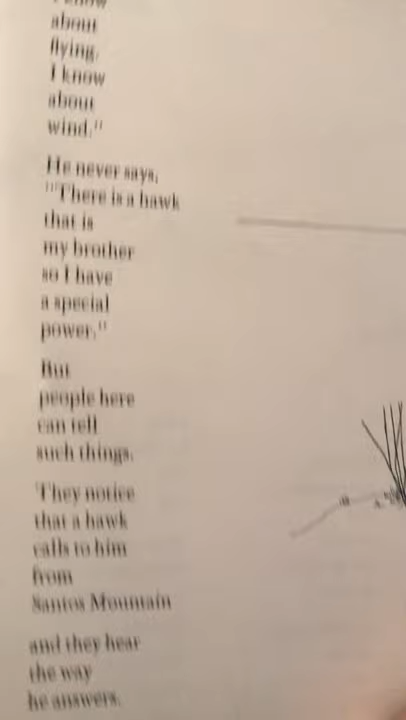 I know
about
flying.
I know
about
wind."
He never says,
"There is a hawk
that is
my brother
so I have
a special
power."
But
people here
can tell
such things.
They notice
that a hawk
calls to him
from
Santos Mountain
and they hear
the way
he answers.